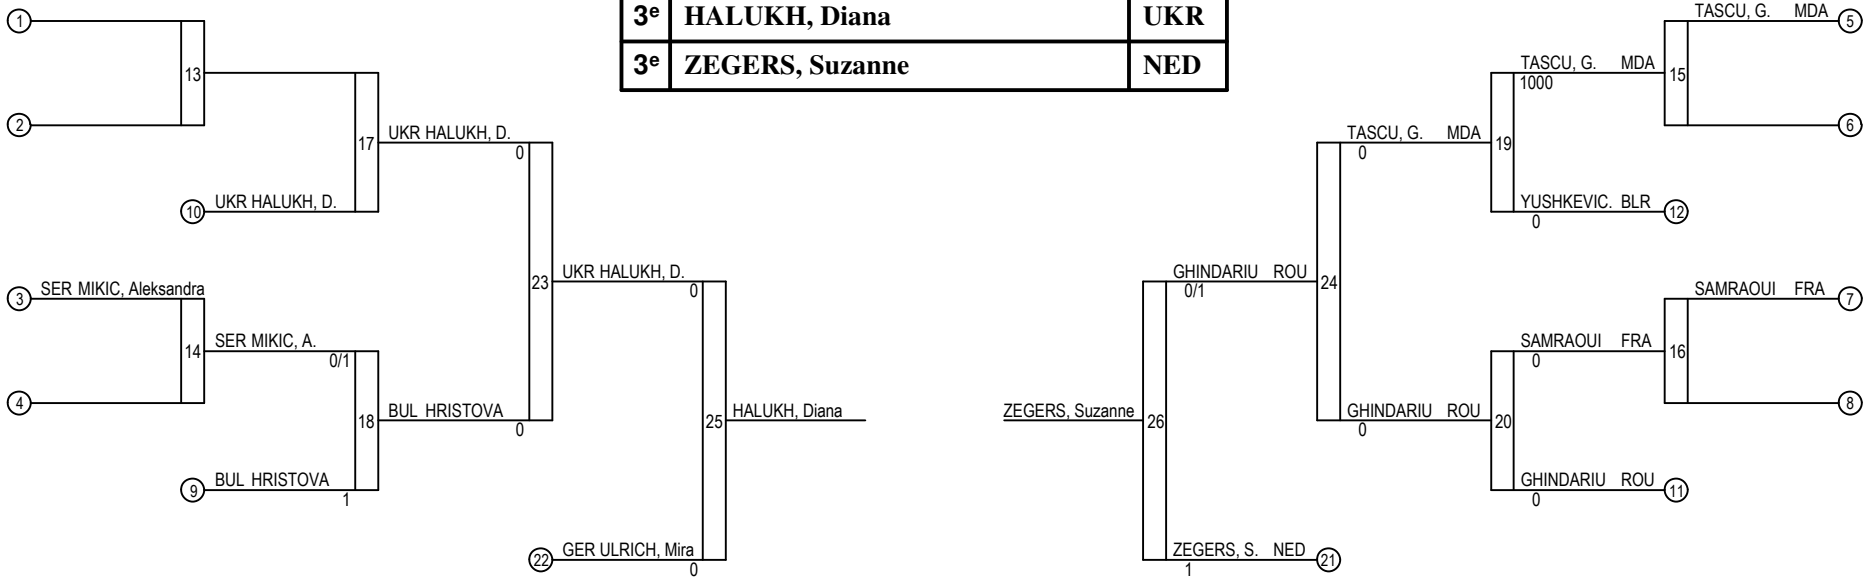 3e HALUKH, Diana UKR
3e ZEGERS, Suzanne NED
1
13
2
17
UKR HALUKH, D.
0
10 UKR HALUKH, D.
23
UKR HALUKH, D.
0
3 SER MIKIC, Aleksandra
14
SER MIKIC, A.
0/1
4
18
BUL HRISTOVA
0
9 BUL HRISTOVA
1
25
HALUKH, Diana
22 GER ULRICH, Mira
0
TASCU, G. MDA 5
TASCU, G. MDA
1000
15
6
TASCU, G. MDA
0
19
YUSHKEVIC. BLR 12
0
GHINDARIU ROU
0/1
24
SAMRAOUI FRA 7
SAMRAOUI FRA
0
16
8
ZEGERS, Suzanne
26
GHINDARIU ROU
0
20
GHINDARIU ROU 11
0
ZEGERS, S. NED 21
1